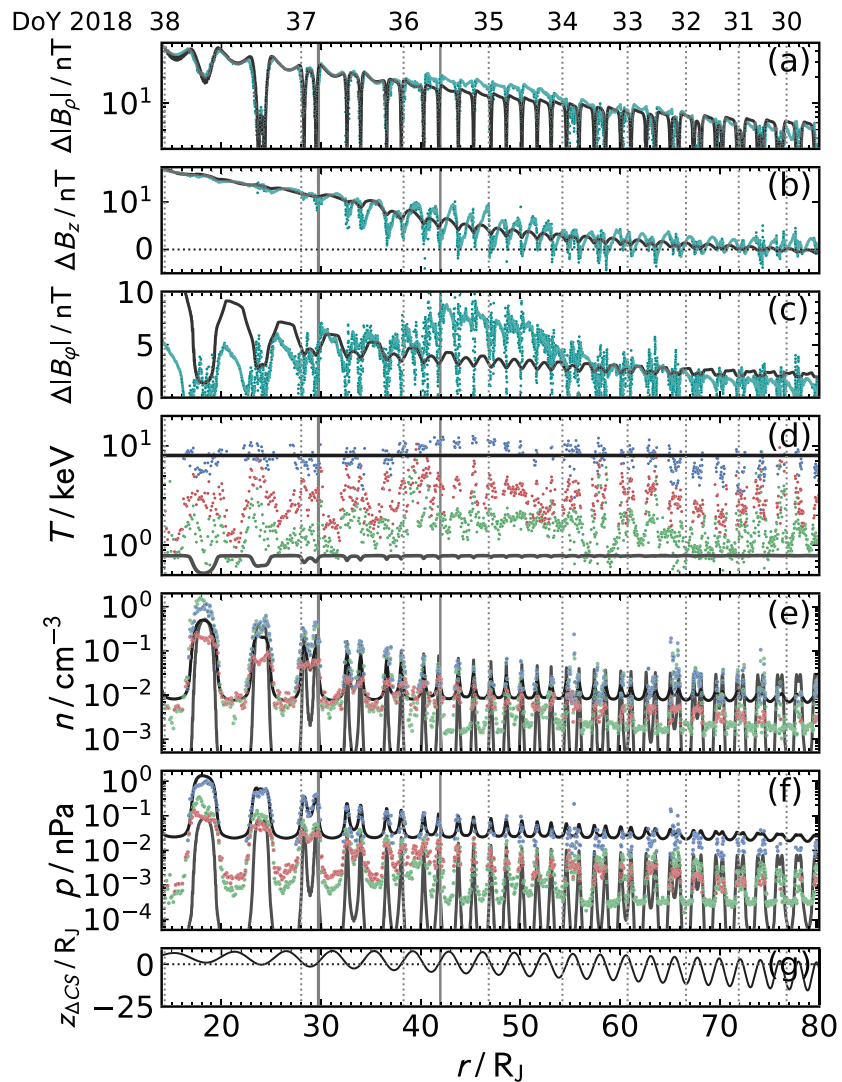 DoY 2018 38 37 36 35 34 33 32 31 30
(a)
Δ|Bρ| / nT
10¹
(b)
ΔBz / nT
10¹
0
(c)
Δ|Bφ| / nT
10
5
0
(d)
T / keV
10¹
10⁰
(e)
n / cm⁻³
10⁰
10⁻¹
10⁻²
10⁻³
(f)
p / nPa
10⁰
10⁻¹
10⁻²
10⁻³
10⁻⁴
(g)
zΔCS / RJ
0
−25
20 30 40 50 60 70 80
r / RJ